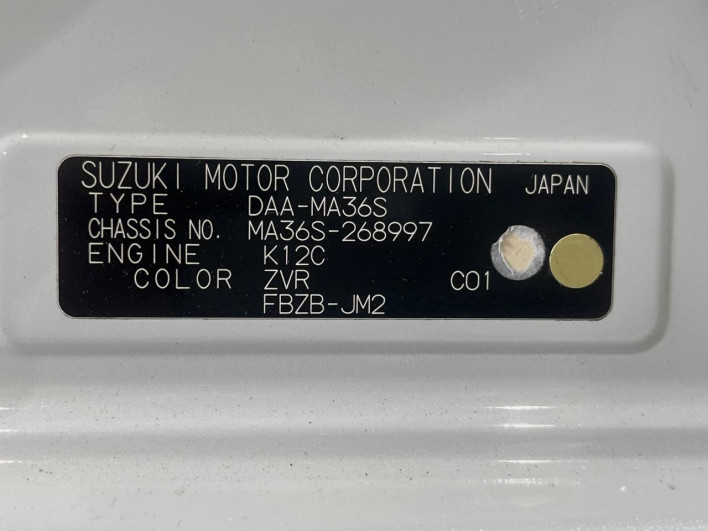 SUZUKI MOTOR CORPORATION JAPAN
TYPE DAA-MA36S
CHASSIS NO. MA36S-268997
ENGINE K12C
COLOR ZVR C01
FBZB-JM2